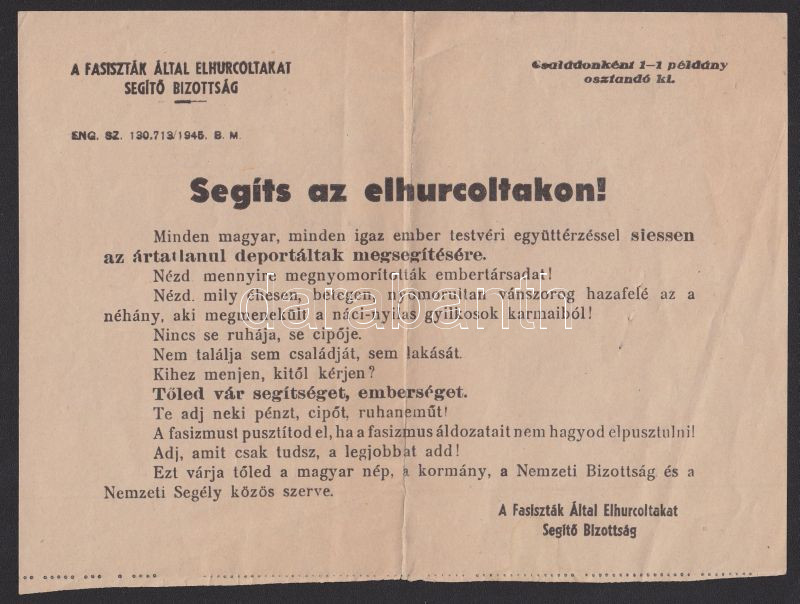 A FASISZTÁK ÁLTAL ELHURCOLTAKAT
SEGÍTŐ BIZOTTSÁG
Családonként 1–1 példány
osztandó ki.
ENG. SZ. 130.713/1945. B. M.
Segíts az elhurcoltakon!
Minden magyar, minden igaz ember testvéri együttérzéssel siessen
az ártatlanul deportáltak megsegítésére.
Nézd mennyire megnyomorították embertársadat!
Nézd mily éhesen, betegen, nyomorultan vánszorog hazafelé az a
néhány, aki megmenekült a náci-nyilas gyilkosok karmaiból!
Nincs se ruhája, se cipője.
Nem találja sem családját, sem lakását.
Kihez menjen, kitől kérjen?
Tőled vár segítséget, emberséget.
Te adj neki pénzt, cipőt, ruhaneműt!
A fasizmust pusztítod el, ha a fasizmus áldozatait nem hagyod elpusztulni!
Adj, amit csak tudsz, a legjobbat add!
Ezt várja tőled a magyar nép, a kormány, a Nemzeti Bizottság és a
Nemzeti Segély közös szerve.
A Fasiszták Által Elhurcoltakat
Segítő Bizottság
darabanth